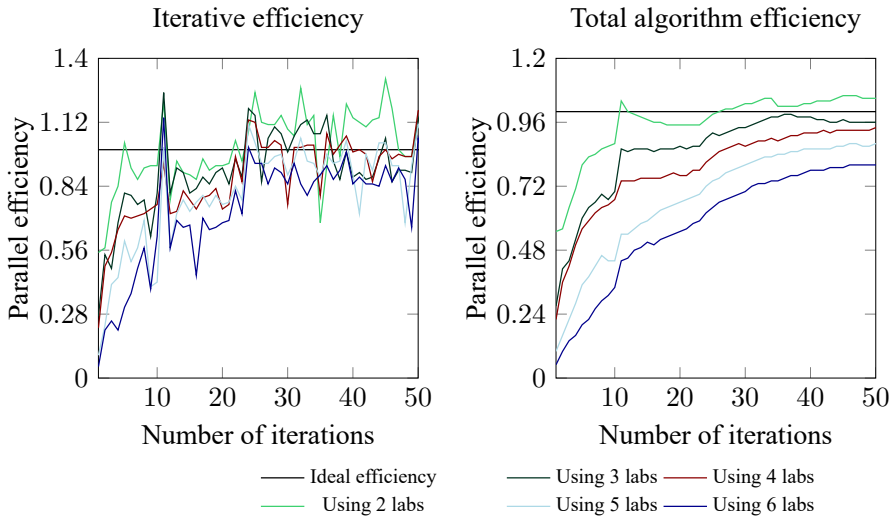 Iterative efficiency
Total algorithm efficiency
Parallel efficiency
1.4
1.12
0.84
0.56
0.28
0
10
20
30
40
50
Number of iterations
Parallel efficiency
1.2
0.96
0.72
0.48
0.24
0
10
20
30
40
50
Number of iterations
Ideal efficiency
Using 3 labs
Using 4 labs
Using 2 labs
Using 5 labs
Using 6 labs